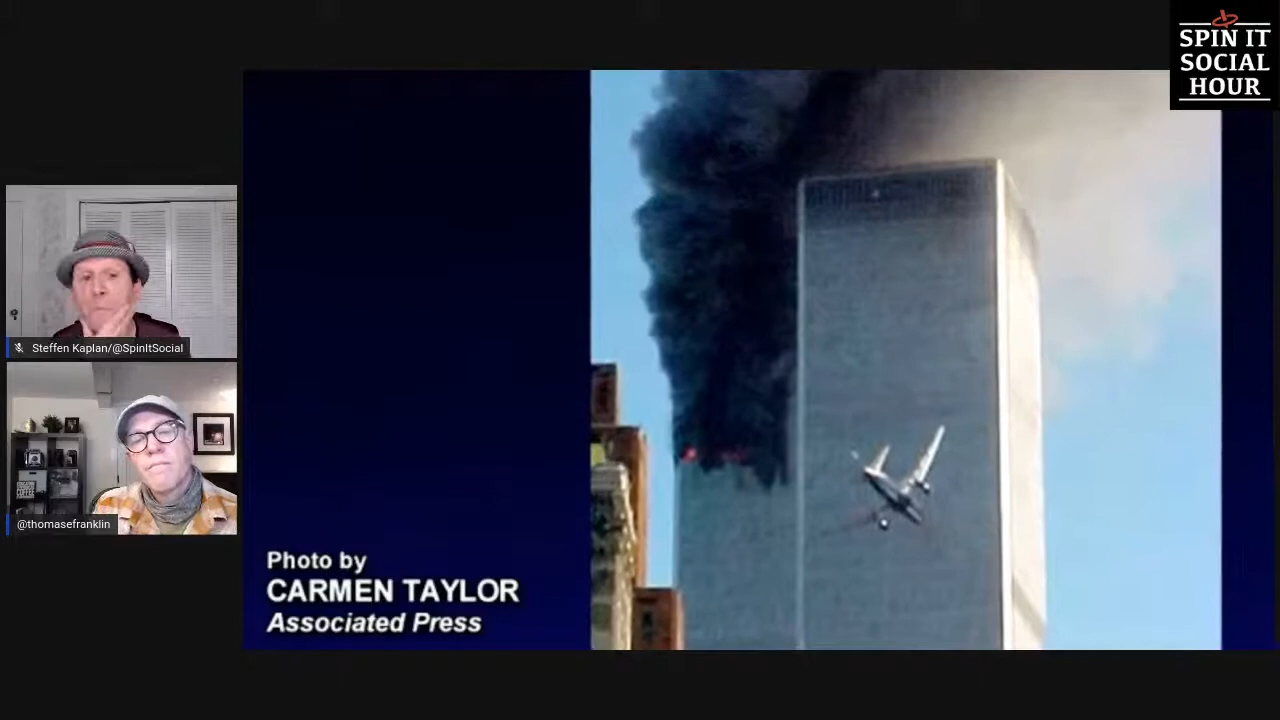 SPIN IT
SOCIAL
HOUR
Steffen Kaplan/@SpinItSocial
@thomasefranklin
Photo by
CARMEN TAYLOR
Associated Press